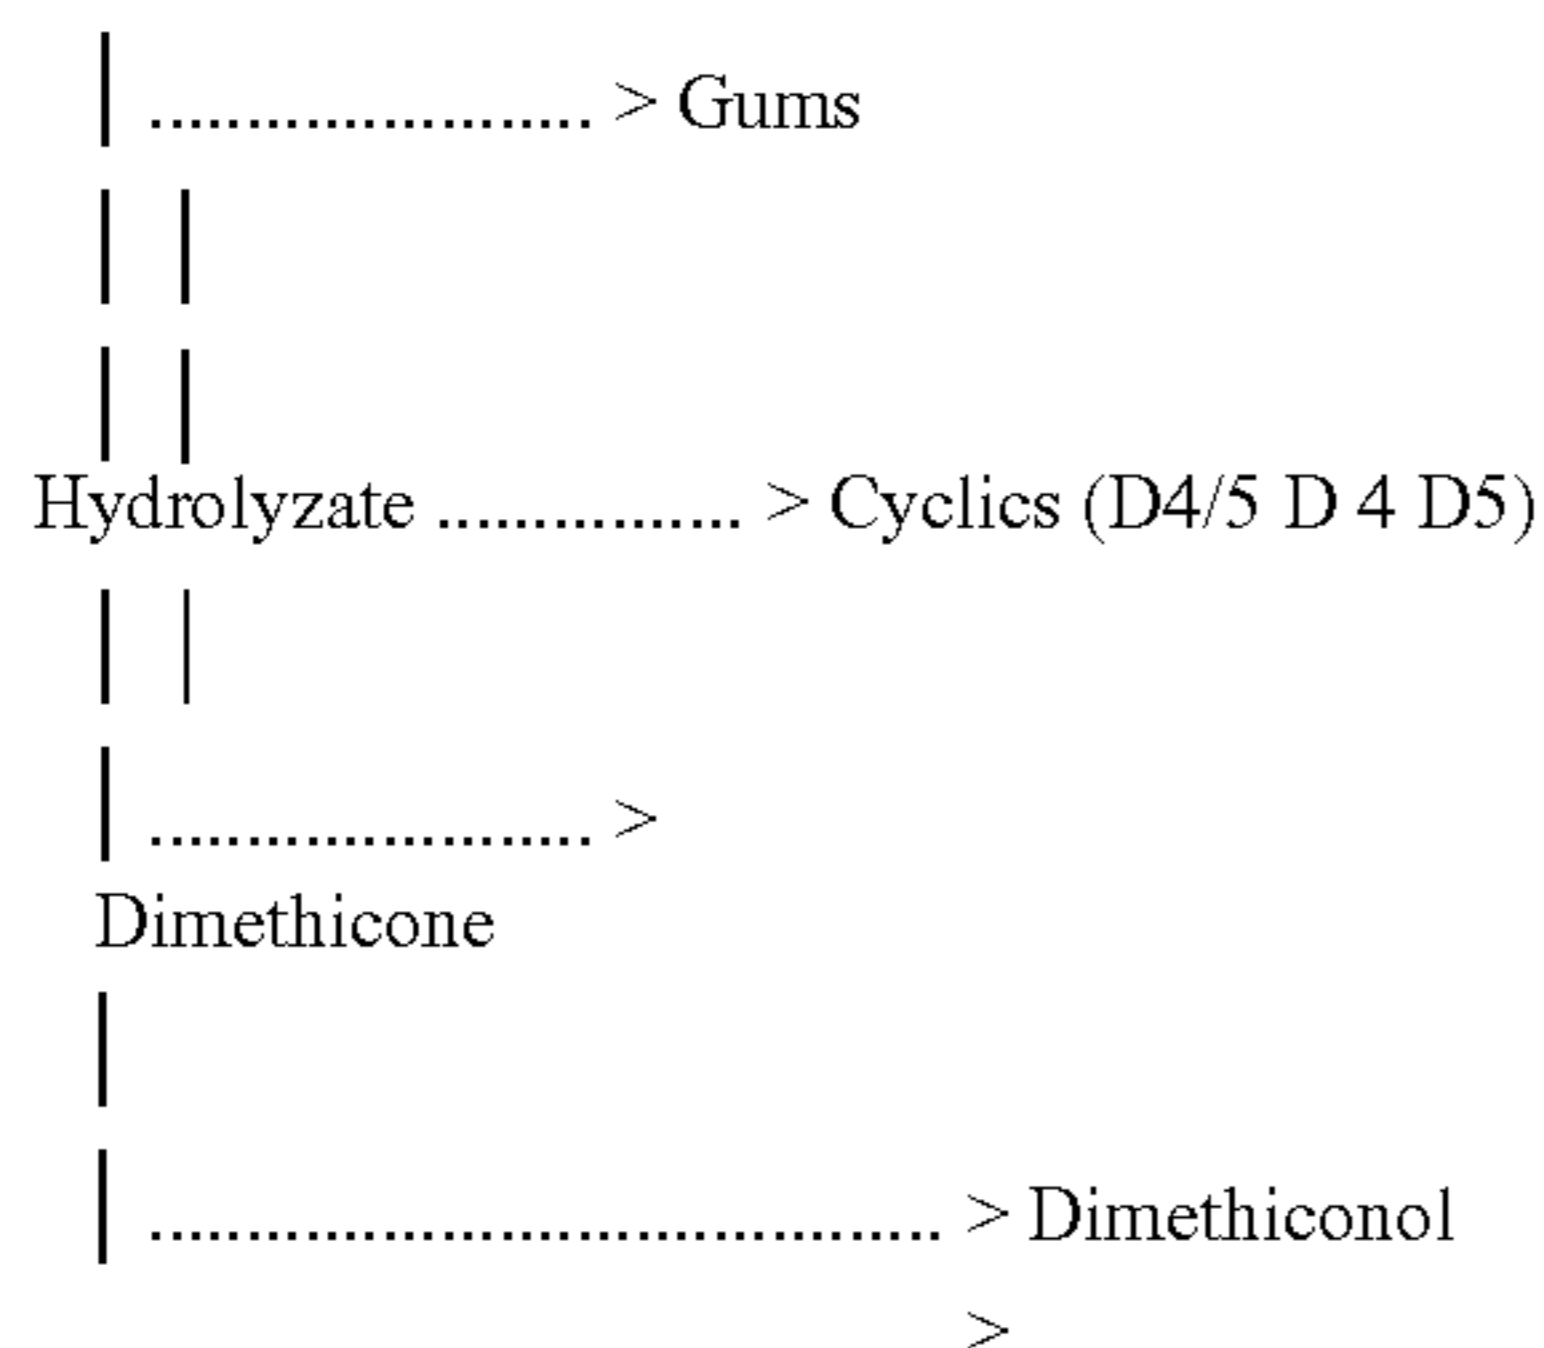 | ....................... > Gums
| |
| |
Hydrolyzate ................ > Cyclics (D4/5 D 4 D5)
| |
| ....................... >
Dimethicone
|
| ......................................... > Dimethiconol
>